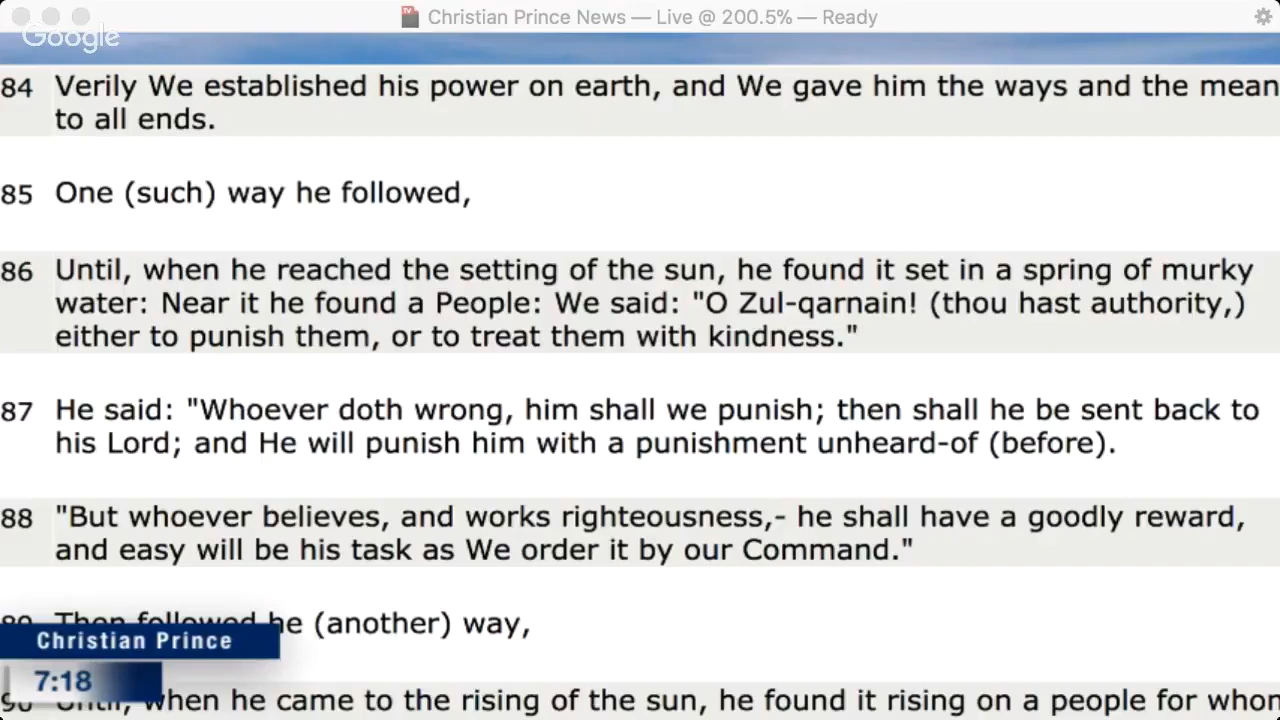 Christian Prince News — Live @ 200.5% — Ready
Google
84 Verily We established his power on earth, and We gave him the ways and the mean
to all ends.
85 One (such) way he followed,
86 Until, when he reached the setting of the sun, he found it set in a spring of murky
water: Near it he found a People: We said: "O Zul-qarnain! (thou hast authority,)
either to punish them, or to treat them with kindness."
87 He said: "Whoever doth wrong, him shall we punish; then shall he be sent back to
his Lord; and He will punish him with a punishment unheard-of (before).
88 "But whoever believes, and works righteousness,- he shall have a goodly reward,
and easy will be his task as We order it by our Command."
89 Then followed he (another) way,
Christian Prince
7:18
90 Until, when he came to the rising of the sun, he found it rising on a people for whom